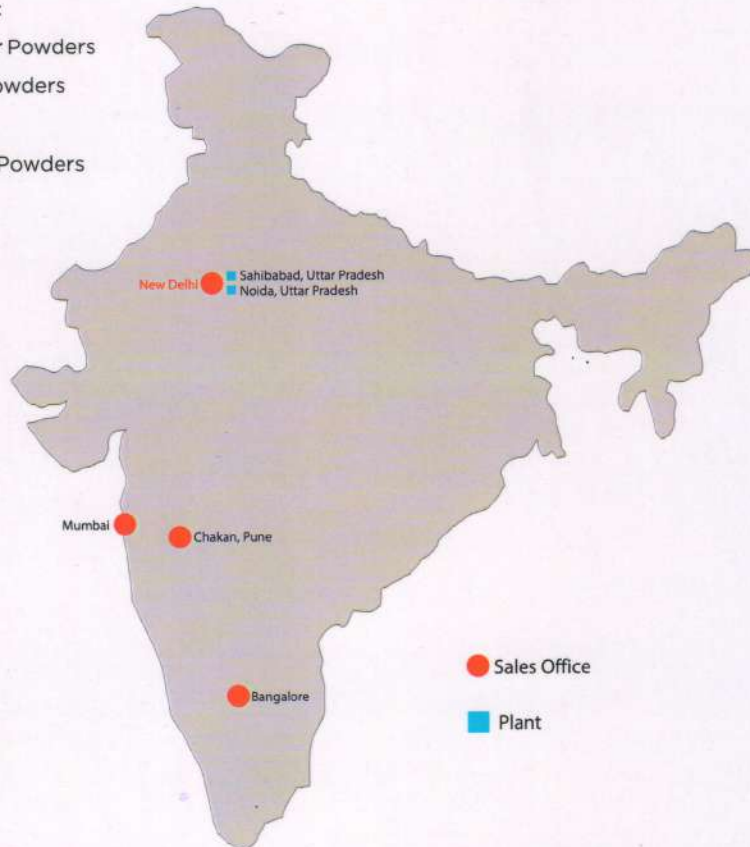 r Powders
owders
Powders
Sahibabad, Uttar Pradesh
New Delhi
Noida, Uttar Pradesh
Mumbai
Chakan, Pune
Sales Office
Bangalore
Plant